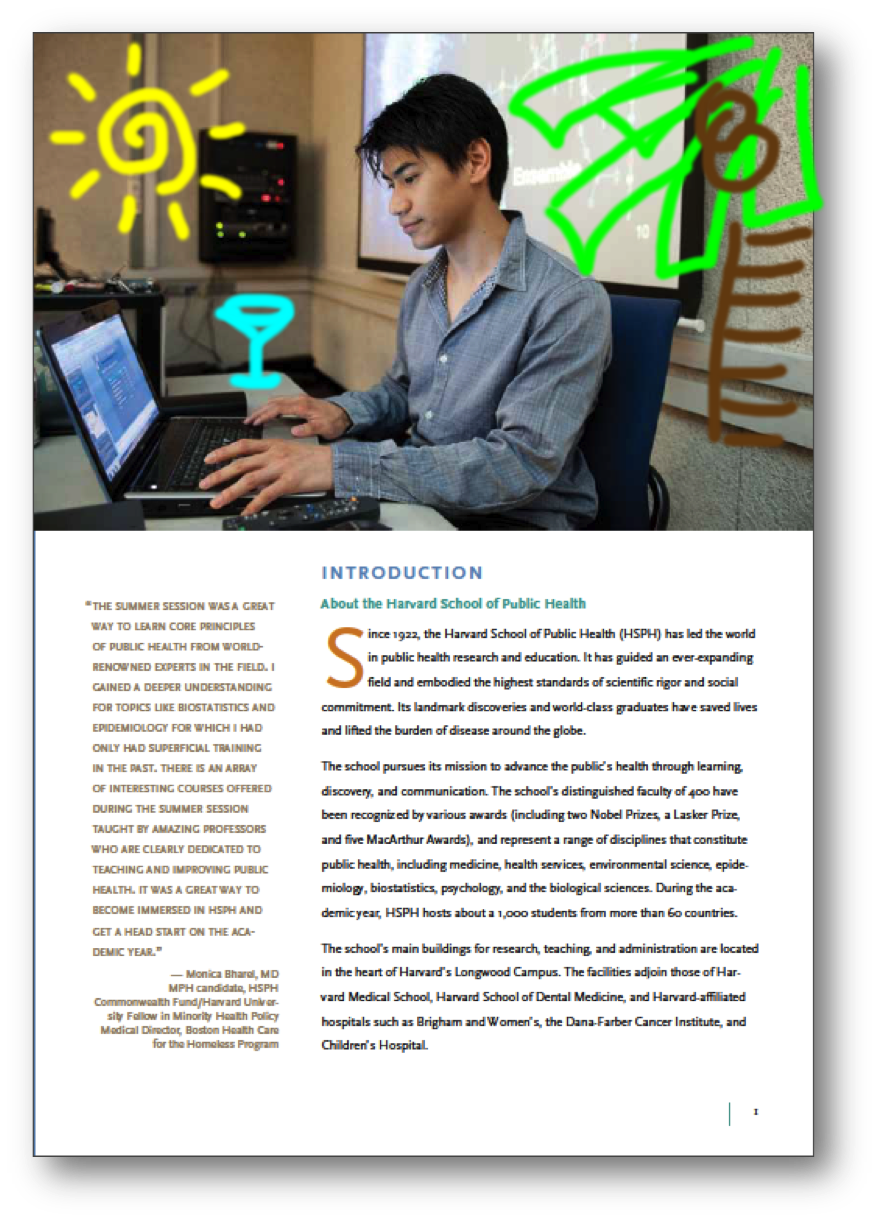 Ensemble
10
INTRODUCTION
About the Harvard School of Public Health
Since 1922, the Harvard School of Public Health (HSPH) has led the world
in public health research and education. It has guided an ever-expanding
field and embodied the highest standards of scientific rigor and social
commitment. Its landmark discoveries and world-class graduates have saved lives
and lifted the burden of disease around the globe.
The school pursues its mission to advance the public's health through learning,
discovery, and communication. The school's distinguished faculty of 400 have
been recognized by various awards (including two Nobel Prizes, a Lasker Prize,
and five MacArthur Awards), and represent a range of disciplines that constitute
public health, including medicine, health services, environmental science, epide-
miology, biostatistics, psychology, and the biological sciences. During the aca-
demic year, HSPH hosts about a 1,000 students from more than 60 countries.
The school's main buildings for research, teaching, and administration are located
in the heart of Harvard's Longwood Campus. The facilities adjoin those of Har-
vard Medical School, Harvard School of Dental Medicine, and Harvard-affiliated
hospitals such as Brigham and Women's, the Dana-Farber Cancer Institute, and
Children's Hospital.
"THE SUMMER SESSION WAS A GREAT
WAY TO LEARN CORE PRINCIPLES
OF PUBLIC HEALTH FROM WORLD-
RENOWNED EXPERTS IN THE FIELD. I
GAINED A DEEPER UNDERSTANDING
FOR TOPICS LIKE BIOSTATISTICS AND
EPIDEMIOLOGY FOR WHICH I HAD
ONLY HAD SUPERFICIAL TRAINING
IN THE PAST. THERE IS AN ARRAY
OF INTERESTING COURSES OFFERED
DURING THE SUMMER SESSION
TAUGHT BY AMAZING PROFESSORS
WHO ARE CLEARLY DEDICATED TO
TEACHING AND IMPROVING PUBLIC
HEALTH. IT WAS A GREAT WAY TO
BECOME IMMERSED IN HSPH AND
GET A HEAD START ON THE ACA-
DEMIC YEAR."
— Monica Bharel, MD
MPH candidate, HSPH
Commonwealth Fund/Harvard Univer-
sity Fellow in Minority Health Policy
Medical Director, Boston Health Care
for the Homeless Program
1